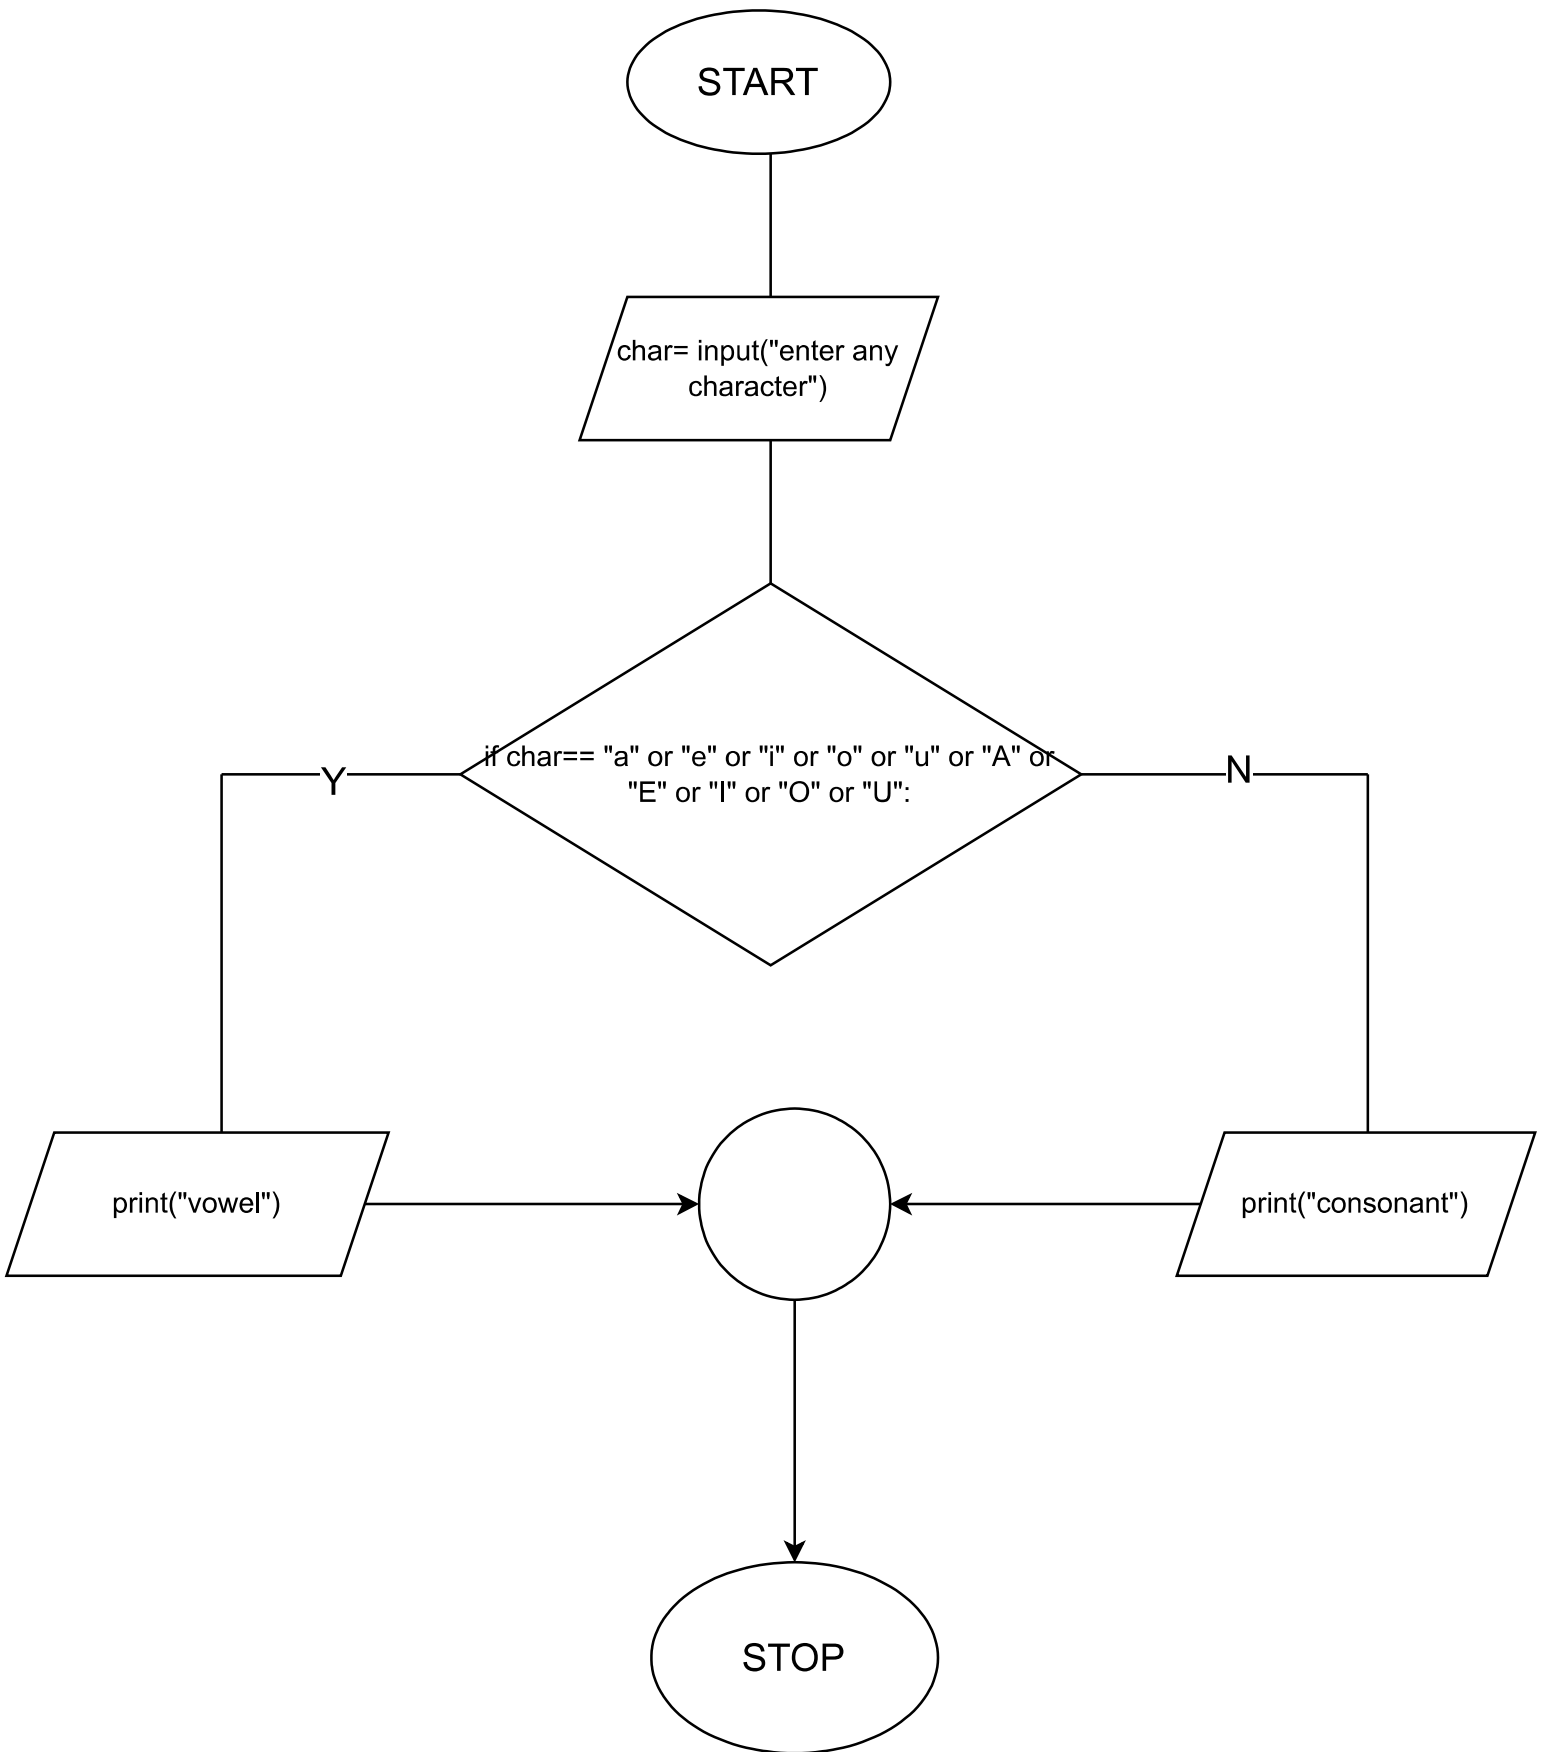 START
char= input("enter any
character")
if char== "a" or "e" or "i" or "o" or "u" or "A" or
"E" or "I" or "O" or "U":
Y
N
print("vowel")
print("consonant")
STOP